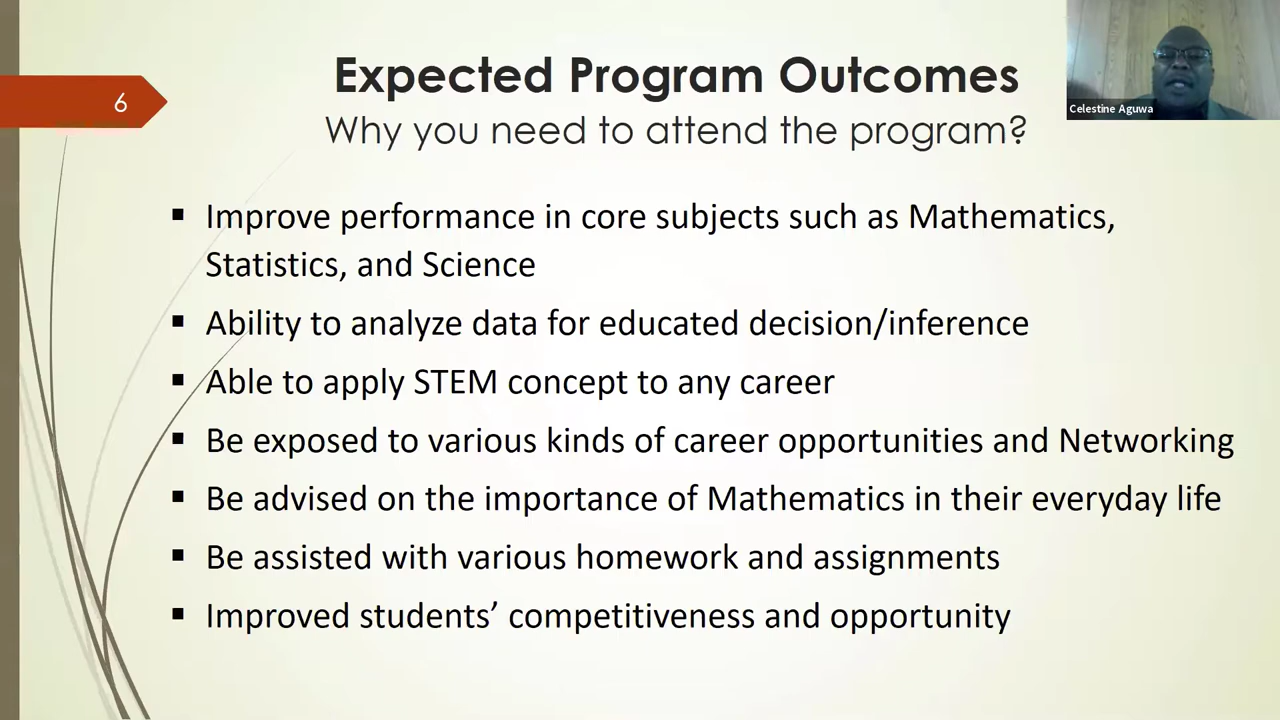 6
Expected Program Outcomes
Why you need to attend the program?
Celestine Aguwa
▪ Improve performance in core subjects such as Mathematics,
Statistics, and Science
▪ Ability to analyze data for educated decision/inference
▪ Able to apply STEM concept to any career
▪ Be exposed to various kinds of career opportunities and Networking
▪ Be advised on the importance of Mathematics in their everyday life
▪ Be assisted with various homework and assignments
▪ Improved students’ competitiveness and opportunity